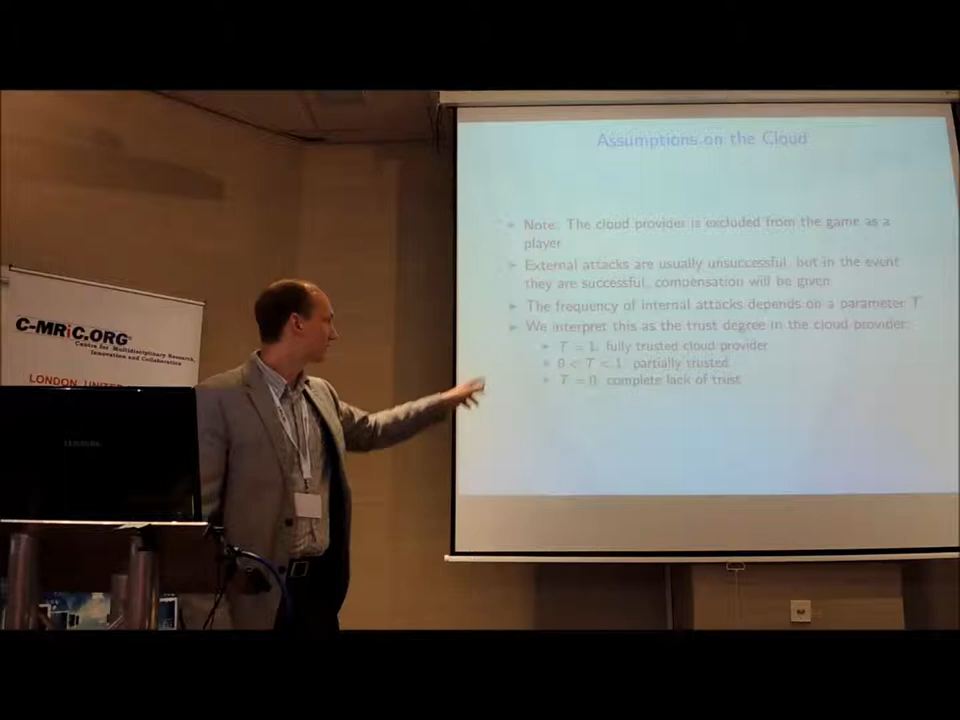 Assumptions on the Cloud
Note: The cloud provider is excluded from the game as a
player
External attacks are usually unsuccessful, but in the event
they are successful, compensation will be given
The frequency of internal attacks depends on a parameter T
We interpret this as the trust degree in the cloud provider:
T = 1: fully trusted cloud provider
0 < T < 1: partially trusted
T = 0: complete lack of trust
C-MRiC.ORG
Centre for Multidisciplinary Research,
Innovation and Collaboration
LONDON
SAMSUNG